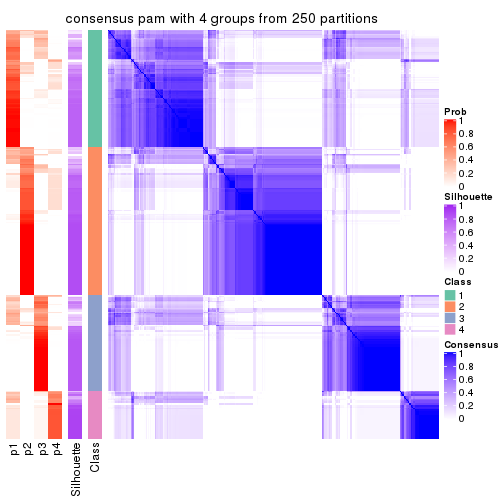 consensus pam with 4 groups from 250 partitions
Prob
1
0.8
0.6
0.4
0.2
0
Silhouette
1
0.8
0.6
0.4
0.2
0
Class
1
2
3
4
Consensus
1
0.8
0.6
0.4
0.2
0
p1
p2
p3
p4
Silhouette
Class